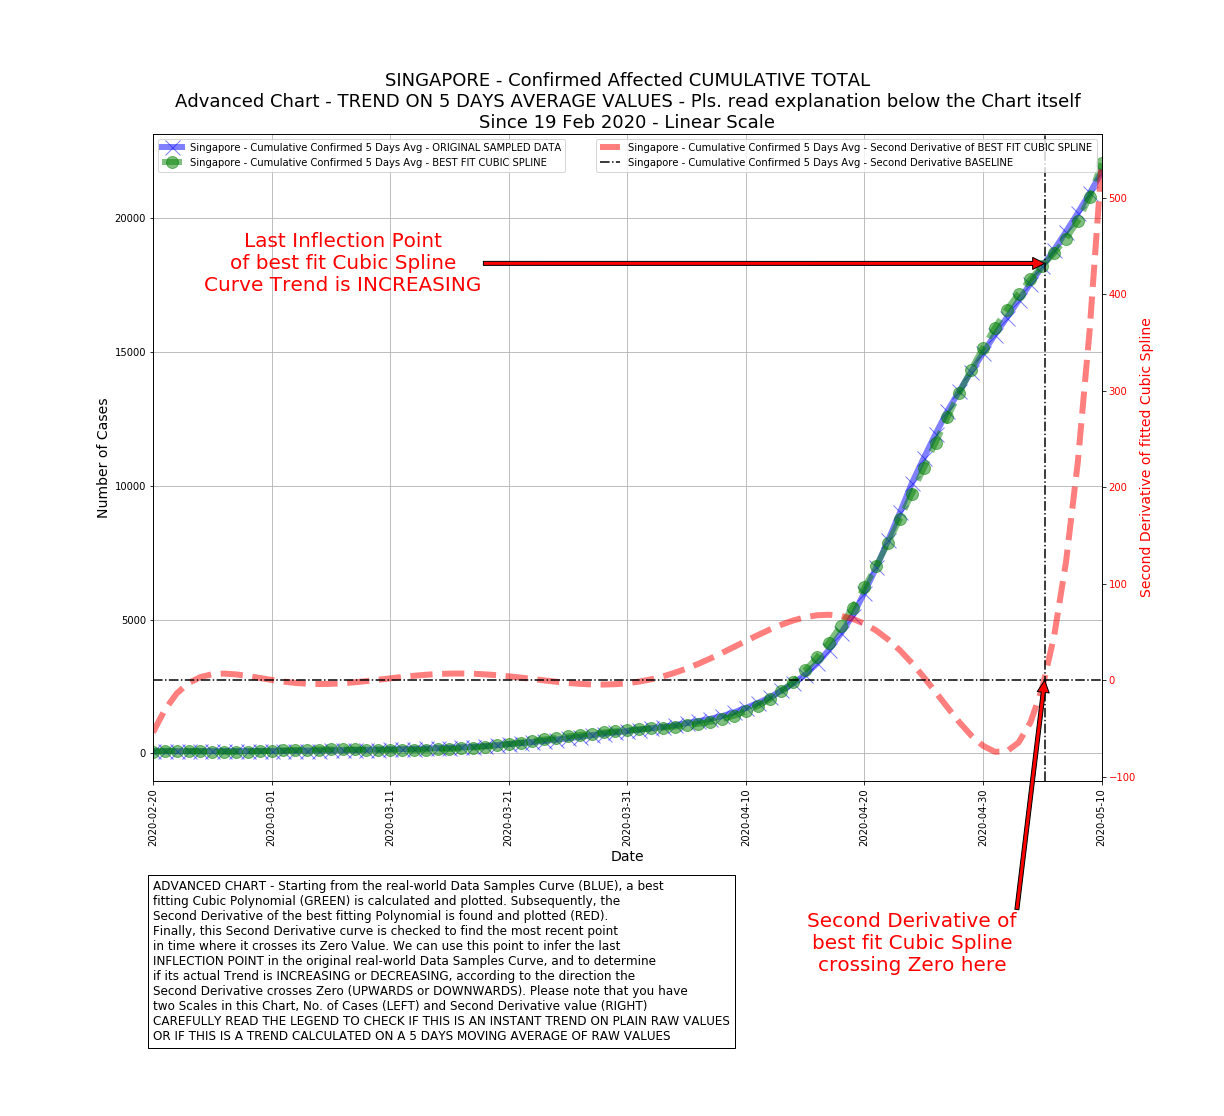 SINGAPORE - Confirmed Affected CUMULATIVE TOTAL
Advanced Chart - TREND ON 5 DAYS AVERAGE VALUES - Pls. read explanation below the Chart itself
Since 19 Feb 2020 - Linear Scale
Singapore - Cumulative Confirmed 5 Days Avg - ORIGINAL SAMPLED DATA
Singapore - Cumulative Confirmed 5 Days Avg - BEST FIT CUBIC SPLINE
Singapore - Cumulative Confirmed 5 Days Avg - Second Derivative of BEST FIT CUBIC SPLINE
Singapore - Cumulative Confirmed 5 Days Avg - Second Derivative BASELINE
Last Inflection Point
of best fit Cubic Spline
Curve Trend is INCREASING
Number of Cases
20000
15000
10000
5000
0
500
400
300
200
100
0
−100
Second Derivative of fitted Cubic Spline
2020-02-20
2020-03-01
2020-03-11
2020-03-21
2020-03-31
2020-04-10
2020-04-20
2020-04-30
2020-05-10
Date
ADVANCED CHART - Starting from the real-world Data Samples Curve (BLUE), a best
fitting Cubic Polynomial (GREEN) is calculated and plotted. Subsequently, the
Second Derivative of the best fitting Polynomial is found and plotted (RED).
Finally, this Second Derivative curve is checked to find the most recent point
in time where it crosses its Zero Value. We can use this point to infer the last
INFLECTION POINT in the original real-world Data Samples Curve, and to determine
if its actual Trend is INCREASING or DECREASING, according to the direction the
Second Derivative crosses Zero (UPWARDS or DOWNWARDS). Please note that you have
two Scales in this Chart, No. of Cases (LEFT) and Second Derivative value (RIGHT)
CAREFULLY READ THE LEGEND TO CHECK IF THIS IS AN INSTANT TREND ON PLAIN RAW VALUES
OR IF THIS IS A TREND CALCULATED ON A 5 DAYS MOVING AVERAGE OF RAW VALUES
Second Derivative of
best fit Cubic Spline
crossing Zero here